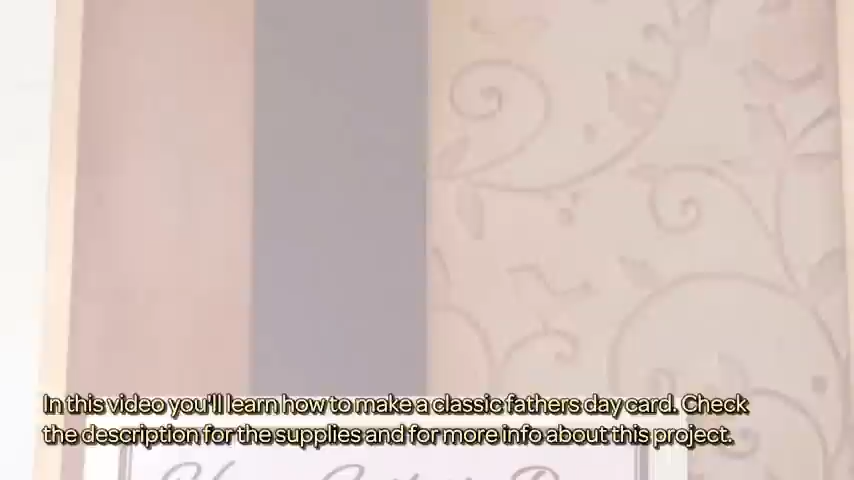 In this video you'll learn how to make a classic fathers day card. Check
the description for the supplies and for more info about this project.